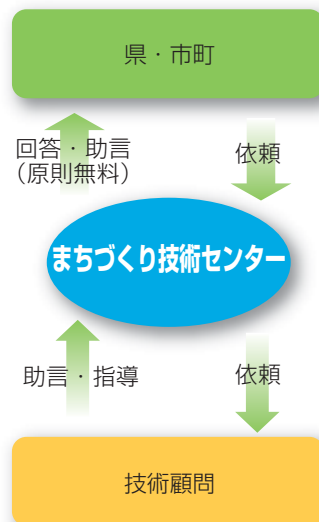 県・市町
回答・助言
（原則無料）
依頼
まちづくり技術センター
助言・指導
依頼
技術顧問